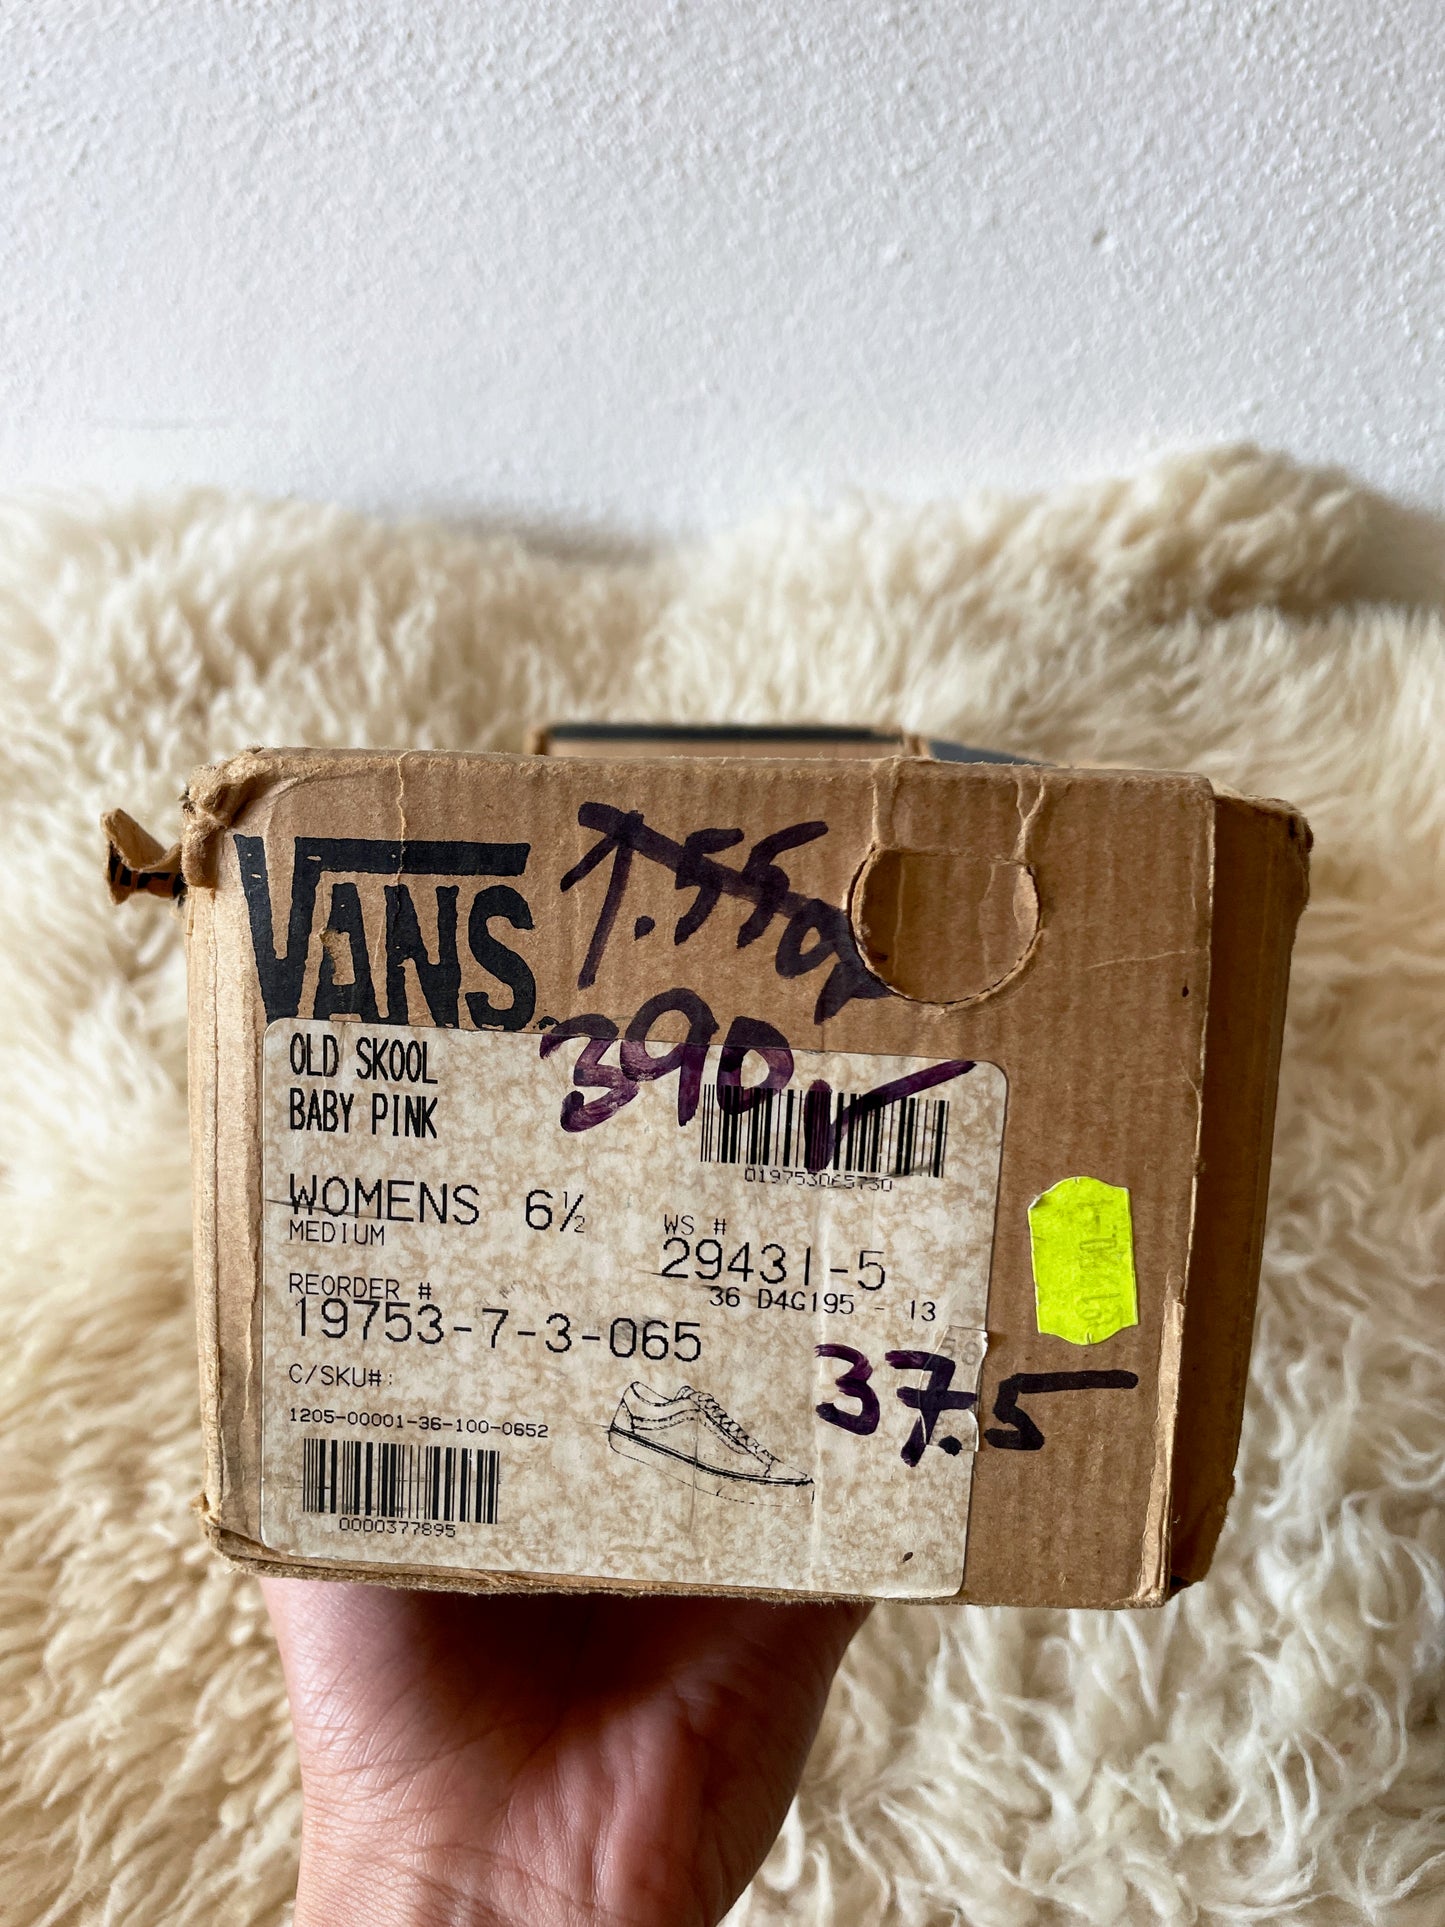 VANS
7.550
390,-
OLD SKOOL
BABY PINK
019753065730
WOMENS 6½
MEDIUM
WS #
29431-5
36 D4G195 - 13
REORDER #
19753-7-3-065
37.5
C/SKU#:
1205-00001-36-100-0652
0000377895